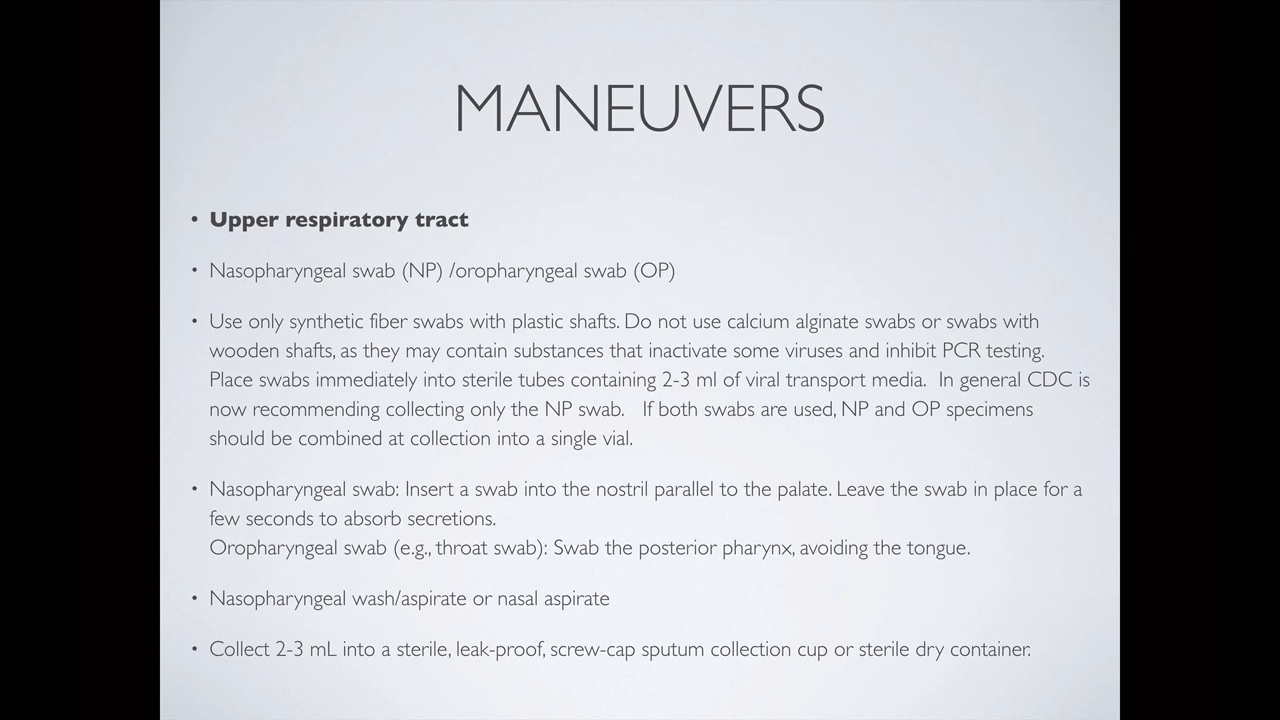 MANEUVERS
• Upper respiratory tract
• Nasopharyngeal swab (NP) /oropharyngeal swab (OP)
• Use only synthetic fiber swabs with plastic shafts. Do not use calcium alginate swabs or swabs with
wooden shafts, as they may contain substances that inactivate some viruses and inhibit PCR testing.
Place swabs immediately into sterile tubes containing 2-3 ml of viral transport media.  In general CDC is
now recommending collecting only the NP swab.   If both swabs are used, NP and OP specimens
should be combined at collection into a single vial.
• Nasopharyngeal swab: Insert a swab into the nostril parallel to the palate. Leave the swab in place for a
few seconds to absorb secretions.
Oropharyngeal swab (e.g., throat swab): Swab the posterior pharynx, avoiding the tongue.
• Nasopharyngeal wash/aspirate or nasal aspirate
• Collect 2-3 mL into a sterile, leak-proof, screw-cap sputum collection cup or sterile dry container.